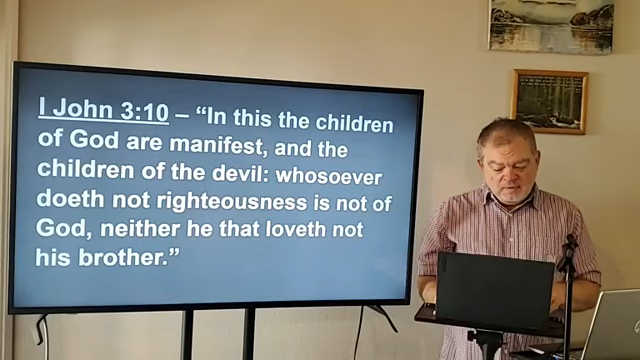 I John 3:10 – “In this the children
of God are manifest, and the
children of the devil: whosoever
doeth not righteousness is not of
God, neither he that loveth not
his brother.”